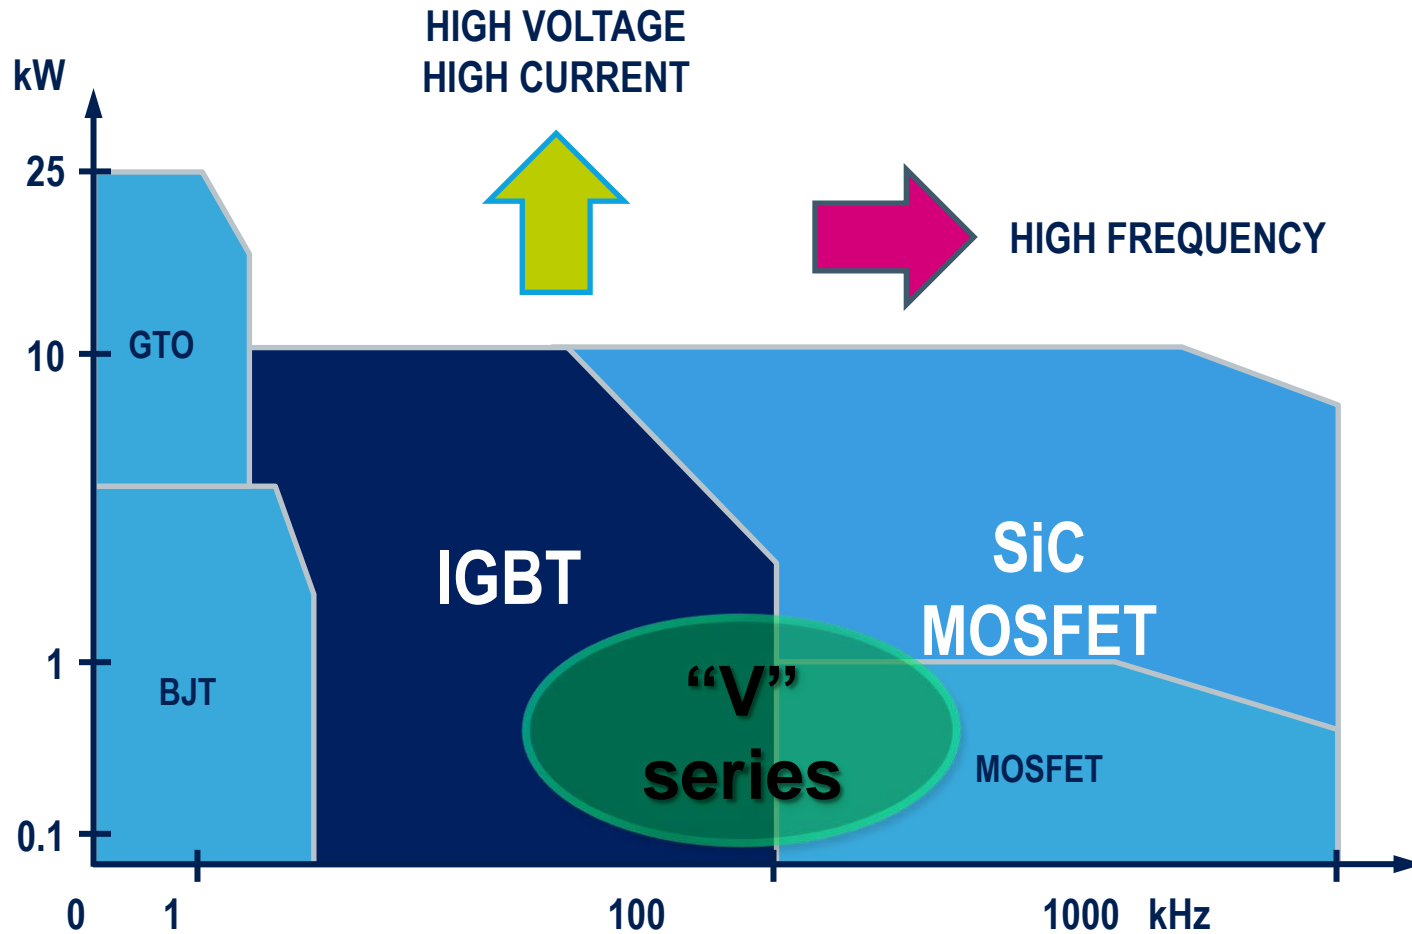 HIGH VOLTAGE
HIGH CURRENT
kW
25
HIGH FREQUENCY
GTO
10
SiC
IGBT
MOSFET
1
“V”
BJT
series
MOSFET
0.1
0 1 100 1000 kHz